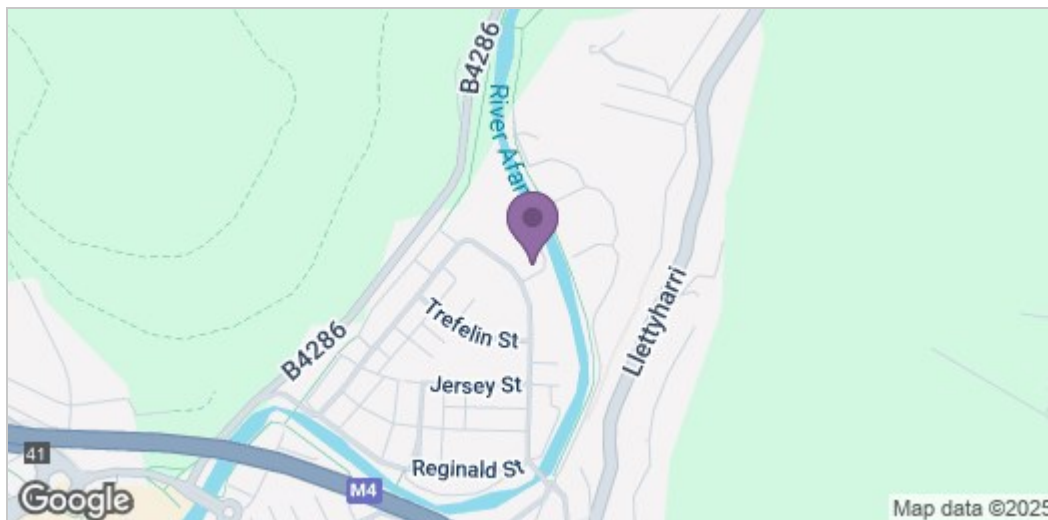 B4286
River Afan
Llettyharri
Trefelin St
B4286
Jersey St
Reginald St
41
M4
Google
Map data ©2025